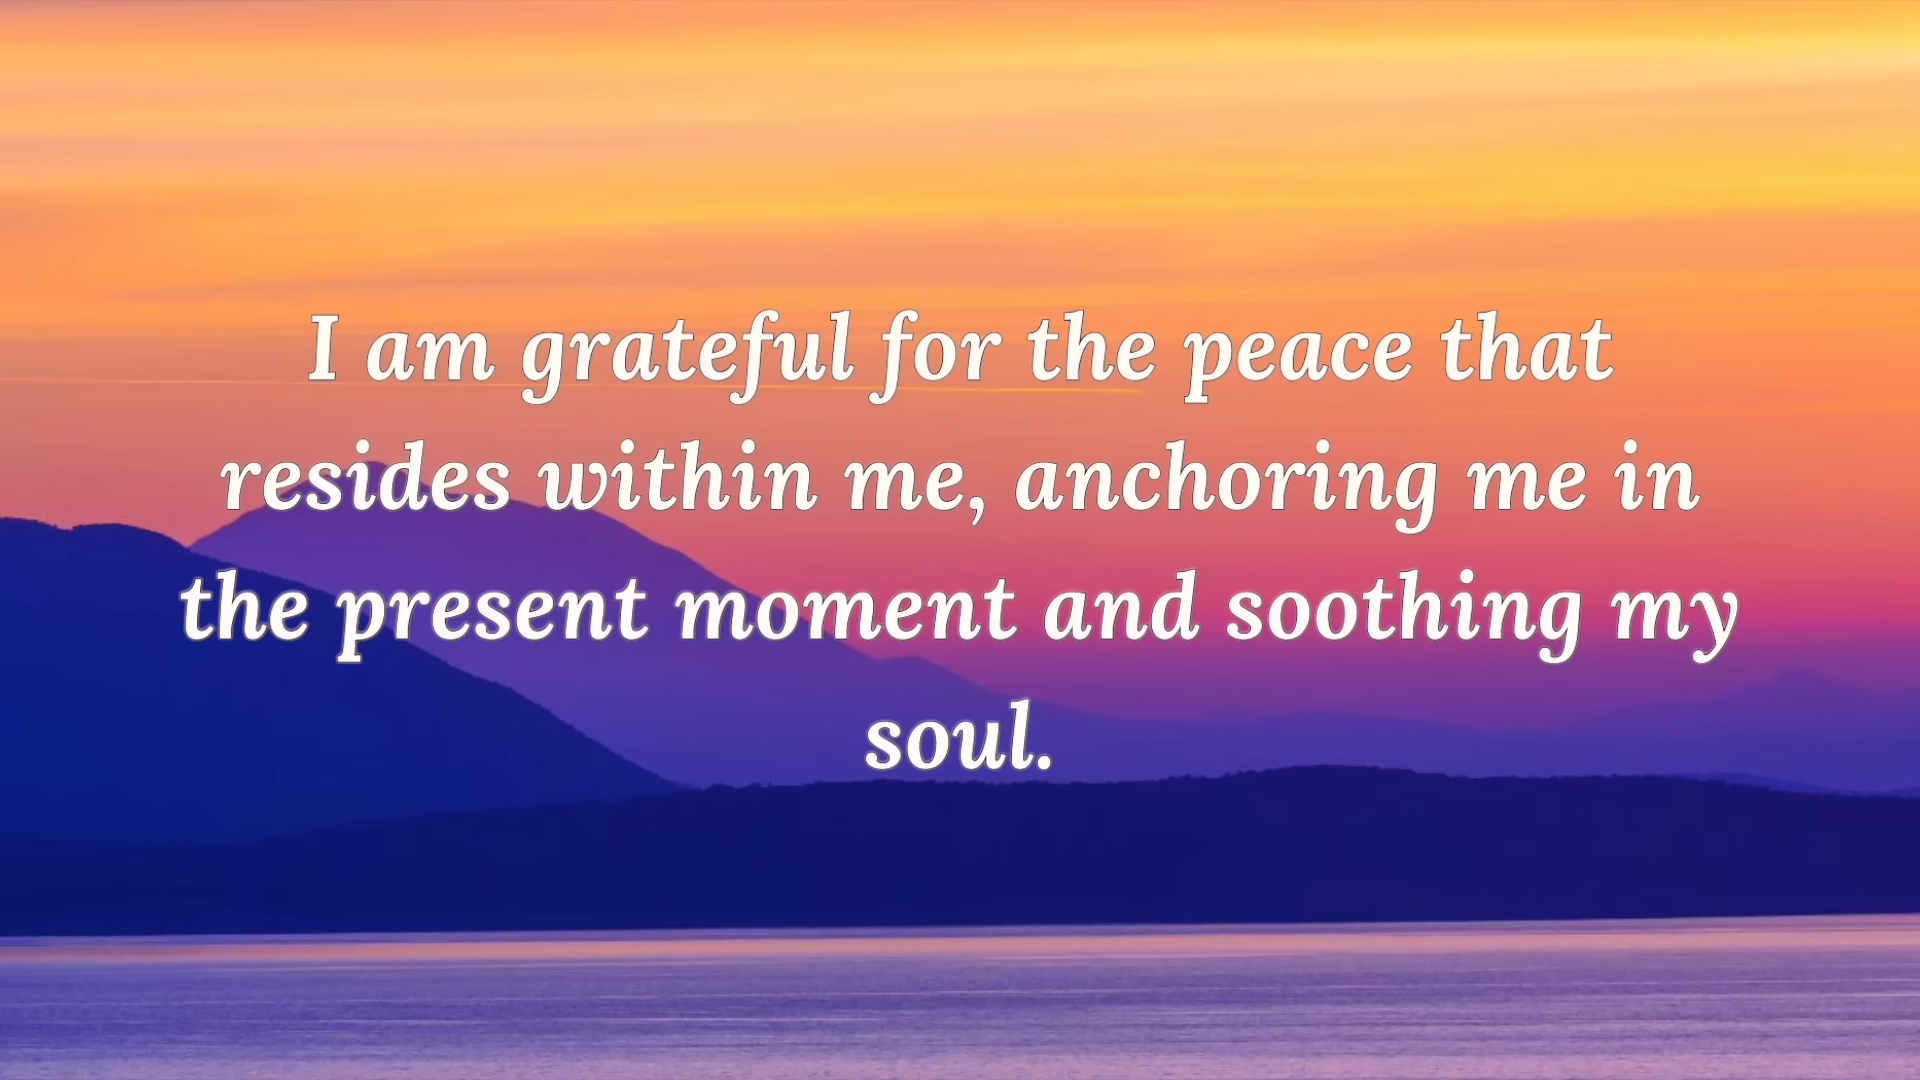 I am grateful for the peace that
resides within me, anchoring me in
the present moment and soothing my
soul.